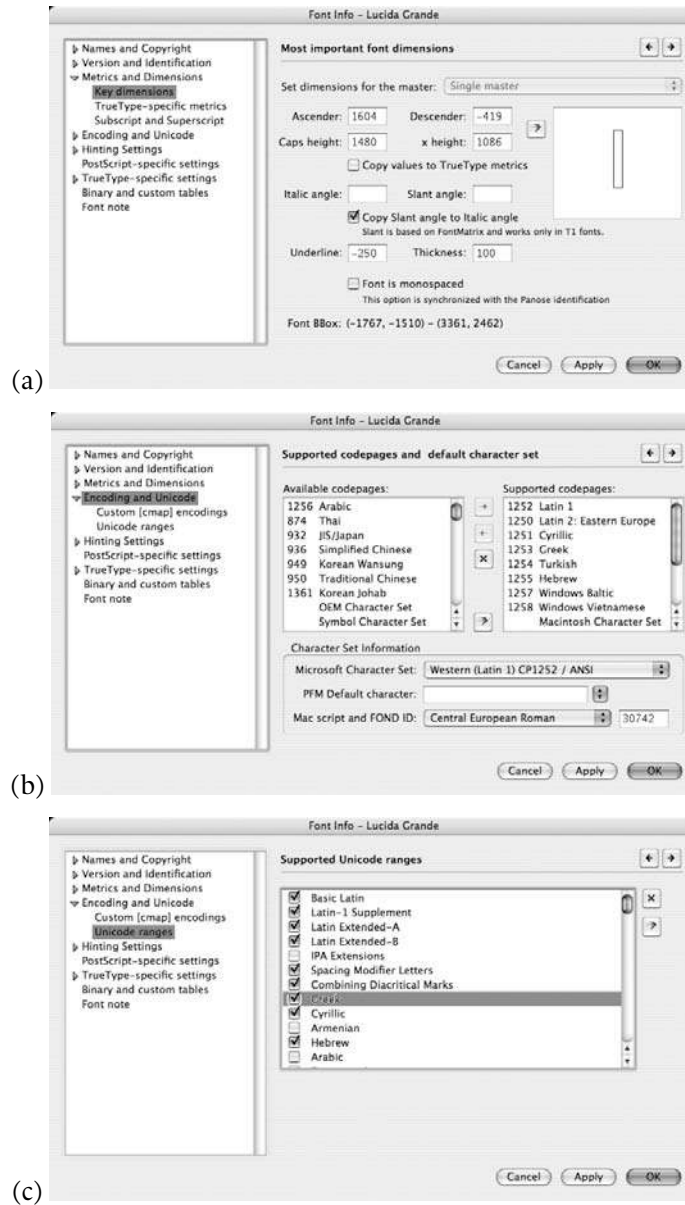 Font Info – Lucida Grande
Names and Copyright
Version and Identification
Metrics and Dimensions
Key dimensions
TrueType-specific metrics
Subscript and Superscript
Encoding and Unicode
Hinting Settings
PostScript-specific settings
TrueType-specific settings
Binary and custom tables
Font note
Most important font dimensions
Set dimensions for the master: Single master
Ascender: 1604 Descender: -419
Caps height: 1480 x height: 1086
Copy values to TrueType metrics
Italic angle: Slant angle:
Copy Slant angle to Italic angle
Slant is based on FontMatrix and works only in T1 fonts.
Underline: -250 Thickness: 100
Font is monospaced
This option is synchronized with the Panose identification
Font BBox: (-1767, -1510) – (3361, 2462)
Cancel Apply OK
(a)
Font Info – Lucida Grande
Names and Copyright
Version and Identification
Metrics and Dimensions
Encoding and Unicode
Custom [cmap] encodings
Unicode ranges
Hinting Settings
PostScript-specific settings
TrueType-specific settings
Binary and custom tables
Font note
Supported codepages and default character set
Available codepages:
1256 Arabic
874 Thai
932 JIS/Japan
936 Simplified Chinese
949 Korean Wansung
950 Traditional Chinese
1361 Korean Johab
OEM Character Set
Symbol Character Set
Supported codepages:
1252 Latin 1
1250 Latin 2: Eastern Europe
1251 Cyrillic
1253 Greek
1254 Turkish
1255 Hebrew
1257 Windows Baltic
1258 Windows Vietnamese
Macintosh Character Set
Character Set Information
Microsoft Character Set: Western (Latin 1) CP1252 / ANSI
PFM Default character:
Mac script and FOND ID: Central European Roman 30742
Cancel Apply OK
(b)
Font Info – Lucida Grande
Names and Copyright
Version and Identification
Metrics and Dimensions
Encoding and Unicode
Custom [cmap] encodings
Unicode ranges
Hinting Settings
PostScript-specific settings
TrueType-specific settings
Binary and custom tables
Font note
Supported Unicode ranges
Basic Latin
Latin-1 Supplement
Latin Extended-A
Latin Extended-B
IPA Extensions
Spacing Modifier Letters
Combining Diacritical Marks
Greek
Cyrillic
Armenian
Hebrew
Arabic
Cancel Apply OK
(c)